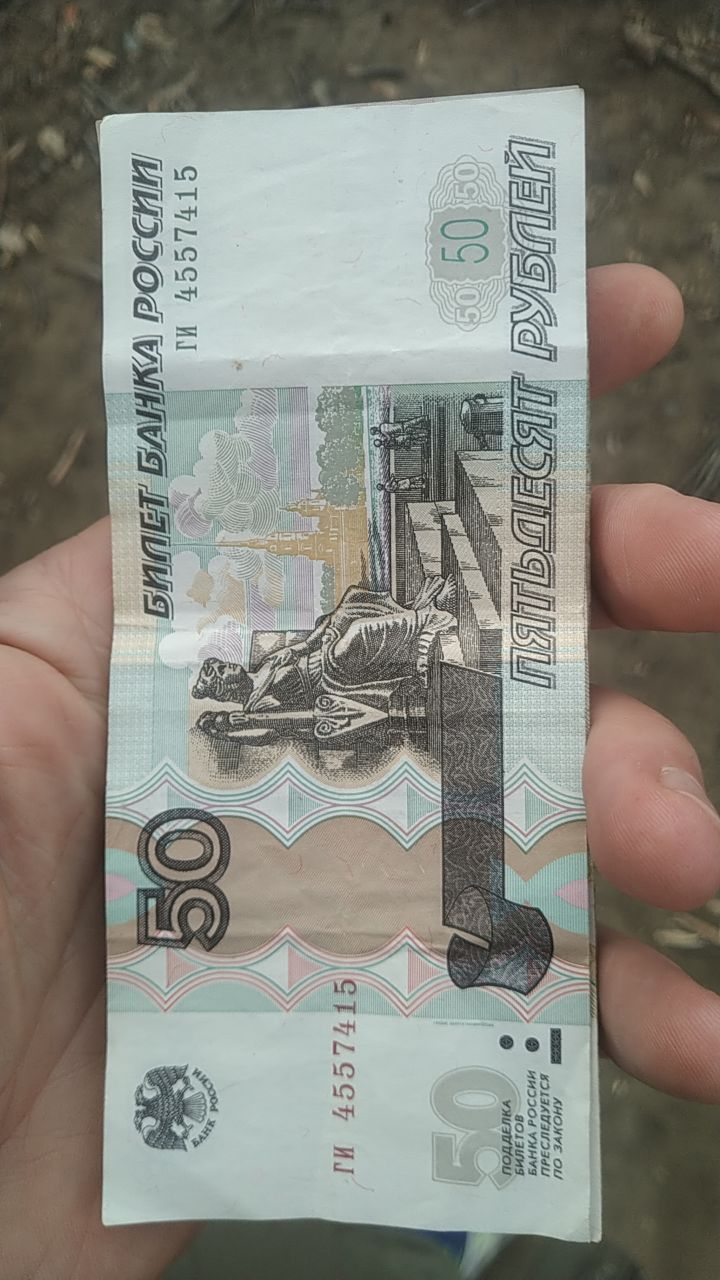 БИЛЕТ БАНКА РОССИИ
ги 4557415
50
50
50
50
ги 4557415
50
БАНК РОССИИ
ПОДДЕЛКА
БИЛЕТОВ
БАНКА РОССИИ
ПРЕСЛЕДУЕТСЯ
ПО ЗАКОНУ
ПЯТЬДЕСЯТ РУБЛЕЙ